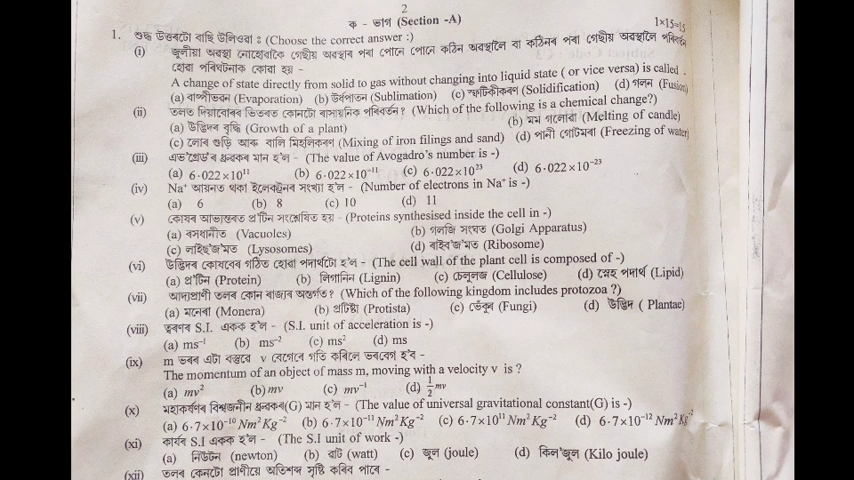 2
ক - ভাগ (Section -A)
1×15=15
1. শুদ্ধ উত্তৰটো বাছি উলিওৱা : (Choose the correct answer :)
(i) জুলীয়া অৱস্থা নোহোৱাকৈ গেছীয় অৱস্থাৰ পৰা পোনে পোনে কঠিন অৱস্থালৈ বা কঠিনৰ পৰা গেছীয় অৱস্থালৈ পৰিবৰ্তন
হোৱা পৰিঘটনাক কোৱা হয় -
A change of state directly from solid to gas without changing into liquid state ( or vice versa) is called .
(a) বাষ্পীভৱন (Evaporation) (b) উৰ্ধপাতন (Sublimation) (c) স্ফটিকীকৰণ (Solidification) (d) গলন (Fusion)
(ii) তলত দিয়াবোৰৰ ভিতৰত কোনটো ৰাসায়নিক পৰিবৰ্তন? (Which of the following is a chemical change?)
(a) উদ্ভিদৰ বৃদ্ধি (Growth of a plant) (b) মম গলোৱা (Melting of candle)
(c) লোৰ গুড়ি আৰু বালি মিহলিকৰণ (Mixing of iron filings and sand) (d) পানী গোটমৰা (Freezing of water)
(iii) এভ'গ্ৰেড্ৰ'ৰ ধ্ৰুৱকৰ মান হ'ল - (The value of Avogadro's number is -)
(a) 6·022×10¹¹ (b) 6·022×10⁻¹¹ (c) 6·022×10²³ (d) 6·022×10⁻²³
(iv) Na⁺ আয়নত থকা ইলেকট্ৰনৰ সংখ্যা হ'ল - (Number of electrons in Na⁺ is -)
(a) 6 (b) 8 (c) 10 (d) 11
(v) কোষৰ আভ্যন্তৰত প্ৰ'টিন সংশ্লেষিত হয় - (Proteins synthesised inside the cell in -)
(a) ৰসধানীত (Vacuoles) (b) গলজি সংঘত (Golgi Apparatus)
(c) লাইছ'জ'মত (Lysosomes) (d) ৰাইব'জ'মত (Ribosome)
(vi) উদ্ভিদৰ কোষবেৰ গঠিত হোৱা পদাৰ্থটো হ'ল - (The cell wall of the plant cell is composed of -)
(a) প্ৰ'টিন (Protein) (b) লিগানিন (Lignin) (c) চেলুলজ (Cellulose) (d) স্নেহ পদাৰ্থ (Lipid)
(vii) আদ্যপ্ৰাণী তলৰ কোন ৰাজ্যৰ অন্তৰ্গত? (Which of the following kingdom includes protozoa ?)
(a) মনেৰা (Monera) (b) প্ৰটিষ্টা (Protista) (c) ভেঁকুৰ (Fungi) (d) উদ্ভিদ ( Plantae)
(viii) ত্বৰণৰ S.I. একক হ'ল - (S.I. unit of acceleration is -)
(a) ms⁻¹ (b) ms⁻² (c) ms² (d) ms
(ix) m ভৰৰ এটা বস্তুৱে v বেগেৰে গতি কৰিলে ভৰবেগ হ'ব -
The momentum of an object of mass m, moving with a velocity v is ?
(a) mv² (b) mv (c) mv⁻¹ (d) ½mv
(x) মহাকৰ্ষণৰ বিশ্বজনীন ধ্ৰুৱকৰ(G) মান হ'ল - (The value of universal gravitational constant(G) is -)
(a) 6·7×10⁻¹⁰Nm²Kg⁻² (b) 6·7×10⁻¹¹Nm²Kg⁻² (c) 6·7×10¹¹Nm²Kg⁻² (d) 6·7×10⁻¹²Nm²Kg⁻²
(xi) কাৰ্যৰ S.I একক হ'ল - (The S.I unit of work -)
(a) নিউটন (newton) (b) ৱাট (watt) (c) জুল (joule) (d) কিল'জুল (Kilo joule)
(xii) তলৰ কোনটো প্ৰাণীয়ে অতিশব্দ সৃষ্টি কৰিব পাৰে -